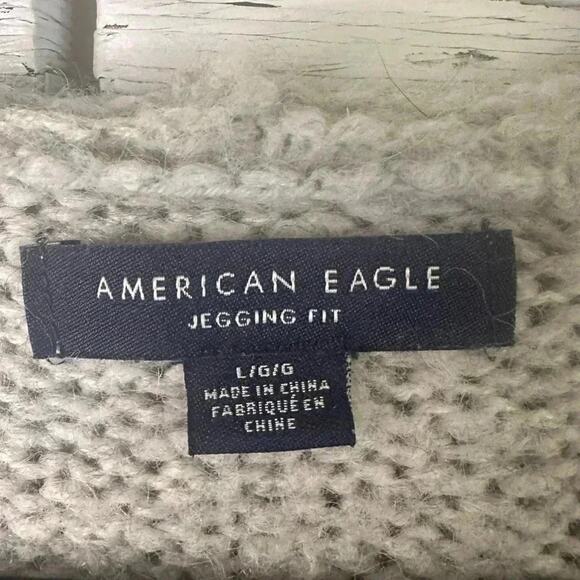 AMERICAN EAGLE
JEGGING FIT
L/G/G
MADE IN CHINA
FABRIQUÉ EN
CHINE